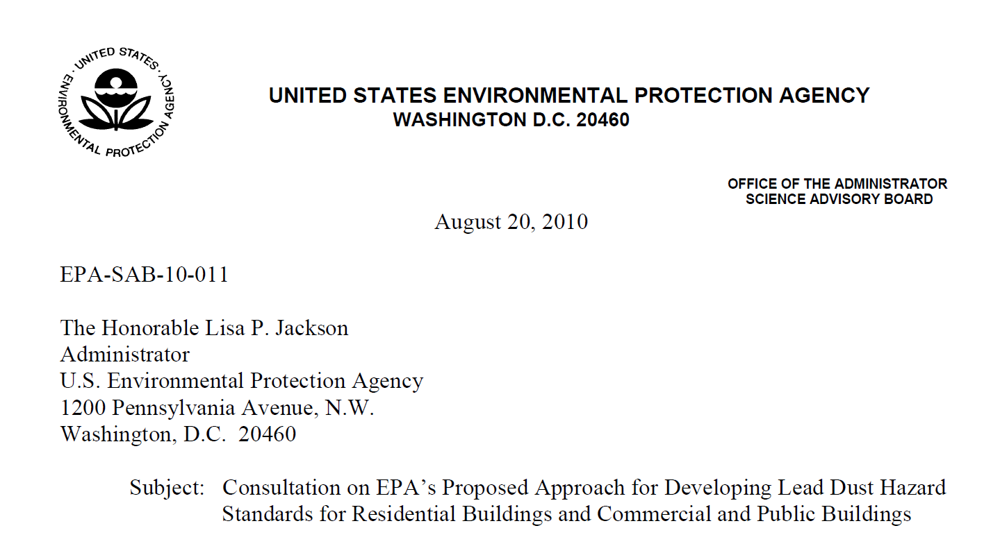 UNITED STATES
ENVIRONMENTAL PROTECTION AGENCY
UNITED STATES ENVIRONMENTAL PROTECTION AGENCY
WASHINGTON D.C. 20460
OFFICE OF THE ADMINISTRATOR
SCIENCE ADVISORY BOARD
August 20, 2010
EPA-SAB-10-011
The Honorable Lisa P. Jackson
Administrator
U.S. Environmental Protection Agency
1200 Pennsylvania Avenue, N.W.
Washington, D.C. 20460
Subject: Consultation on EPA’s Proposed Approach for Developing Lead Dust Hazard
Standards for Residential Buildings and Commercial and Public Buildings